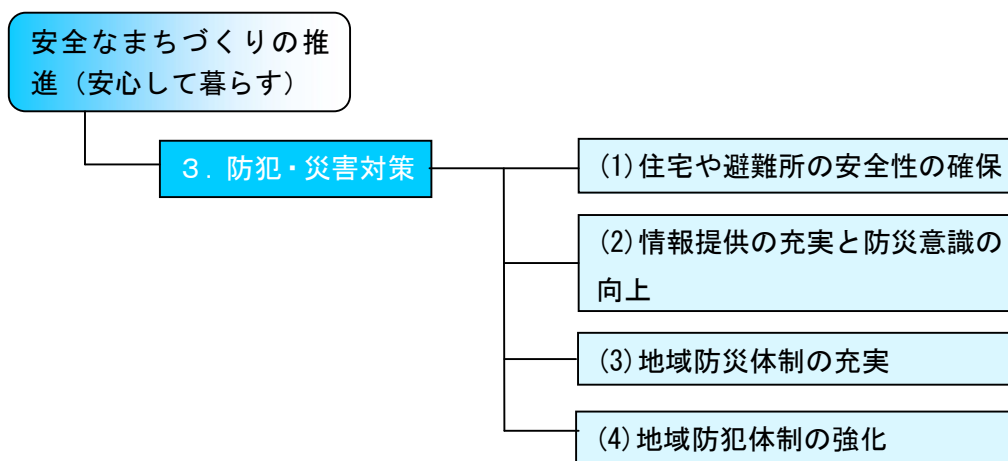 安全なまちづくりの推
進（安心して暮らす）
３．防犯・災害対策
(1)住宅や避難所の安全性の確保
(2)情報提供の充実と防災意識の
向上
(3)地域防災体制の充実
(4)地域防犯体制の強化